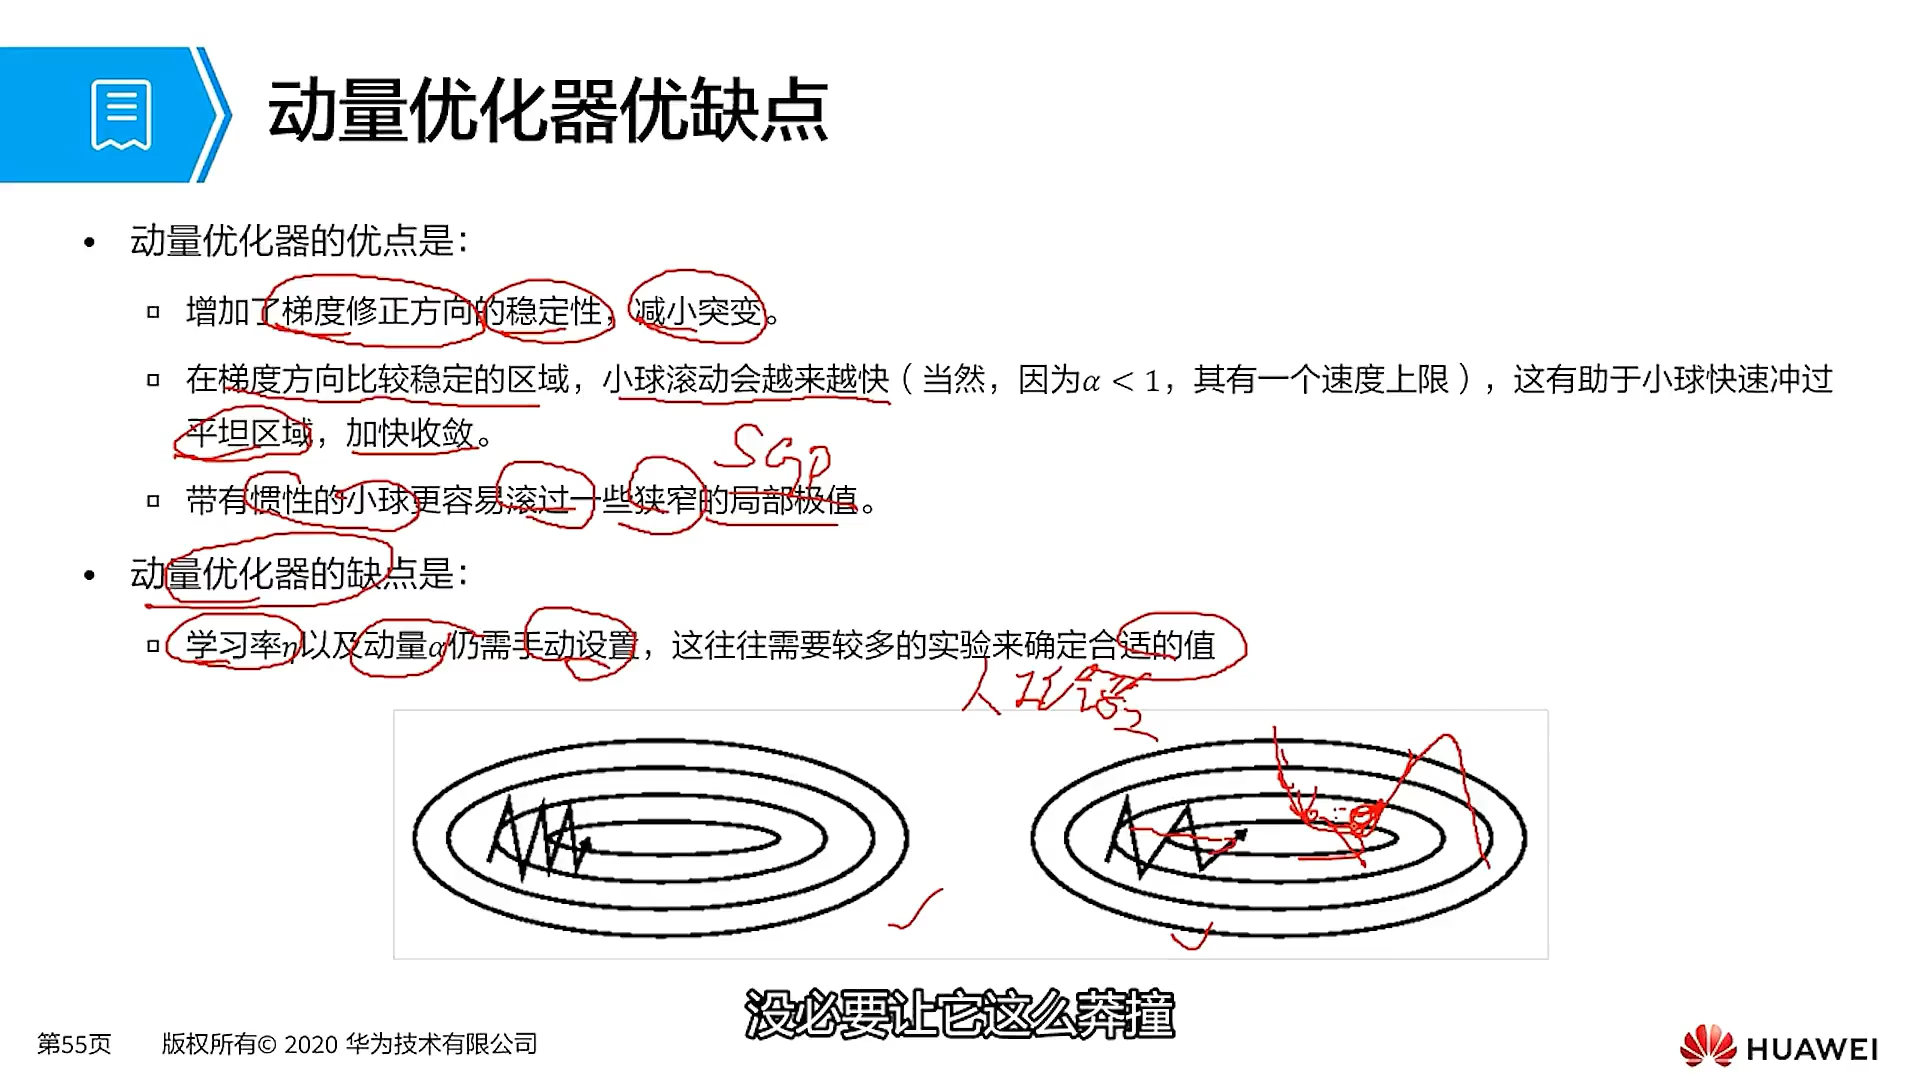 动量优化器优缺点
• 动量优化器的优点是：
▫ 增加了梯度修正方向的稳定性，减小突变。
▫ 在梯度方向比较稳定的区域，小球滚动会越来越快（当然，因为α < 1，其有一个速度上限），这有助于小球快速冲过
平坦区域，加快收敛。
SGD
▫ 带有惯性的小球更容易滚过一些狭窄的局部极值。
• 动量优化器的缺点是：
▫ 学习率η以及动量α仍需手动设置，这往往需要较多的实验来确定合适的值
人工
没必要让它这么莽撞
第55页 版权所有© 2020 华为技术有限公司
HUAWEI